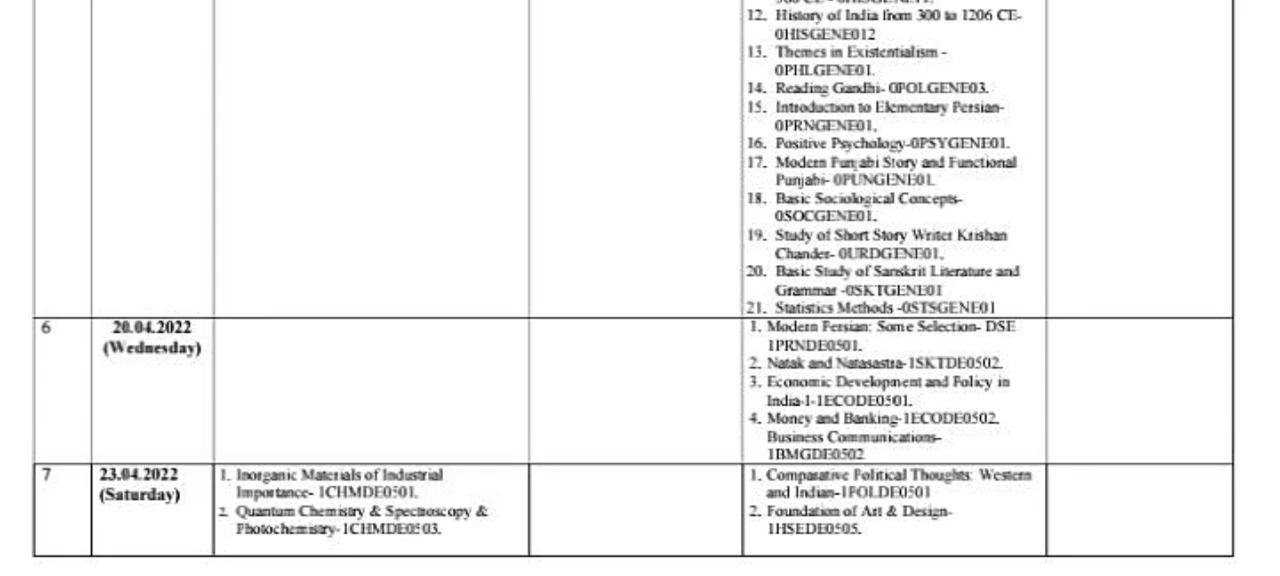 300 CE - 0HISGENE11.
12. History of India from 300 to 1206 CE-
0HISGENE012
13. Themes in Existentialism -
0PHLGENE01.
14. Reading Gandhi- 0POLGENE03.
15. Introduction to Elementary Persian-
0PRNGENE01.
16. Positive Psychology-0PSYGENE01.
17. Modern Punjabi Story and Functional
Punjabi- 0PUNGENE01.
18. Basic Sociological Concepts-
0SOCGENE01.
19. Study of Short Story Writer Krishan
Chander- 0URDGENE01.
20. Basic Study of Sanskrit Literature and
Grammar -0SKTGENE01
21. Statistics Methods -0STSGENE01
6
20.04.2022
(Wednesday)
1. Modern Persian: Some Selection- DSE
1PRNDE0501.
2. Natak and Natasastra-1SKTDE0502.
3. Economic Development and Policy in
India-I-1ECODE0501.
4. Money and Banking-1ECODE0502.
Business Communications-
1BMGDE0502
7
23.04.2022
(Saturday)
1. Inorganic Materials of Industrial
Importance- 1CHMDE0501.
2. Quantum Chemistry & Spectroscopy &
Photochemistry-1CHMDE0503.
1. Comparative Political Thoughts: Western
and Indian-1POLDE0501
2. Foundation of Art & Design-
1HSEDE0505.